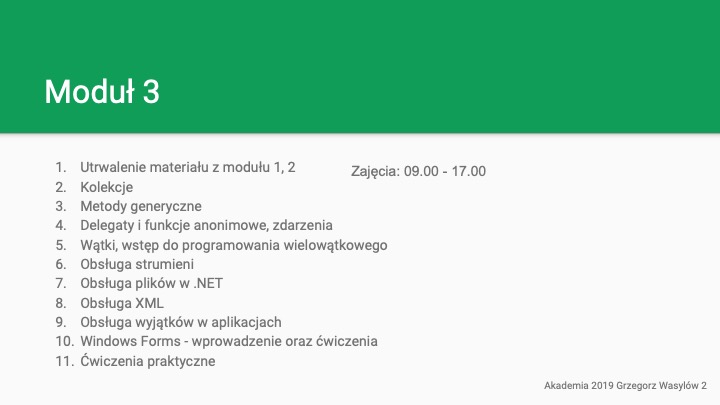 Moduł 3
1. Utrwalenie materiału z modułu 1, 2
Zajęcia: 09.00 - 17.00
2. Kolekcje
3. Metody generyczne
4. Delegaty i funkcje anonimowe, zdarzenia
5. Wątki, wstęp do programowania wielowątkowego
6. Obsługa strumieni
7. Obsługa plików w .NET
8. Obsługa XML
9. Obsługa wyjątków w aplikacjach
10. Windows Forms - wprowadzenie oraz ćwiczenia
11. Ćwiczenia praktyczne
Akademia 2019 Grzegorz Wasylów 2